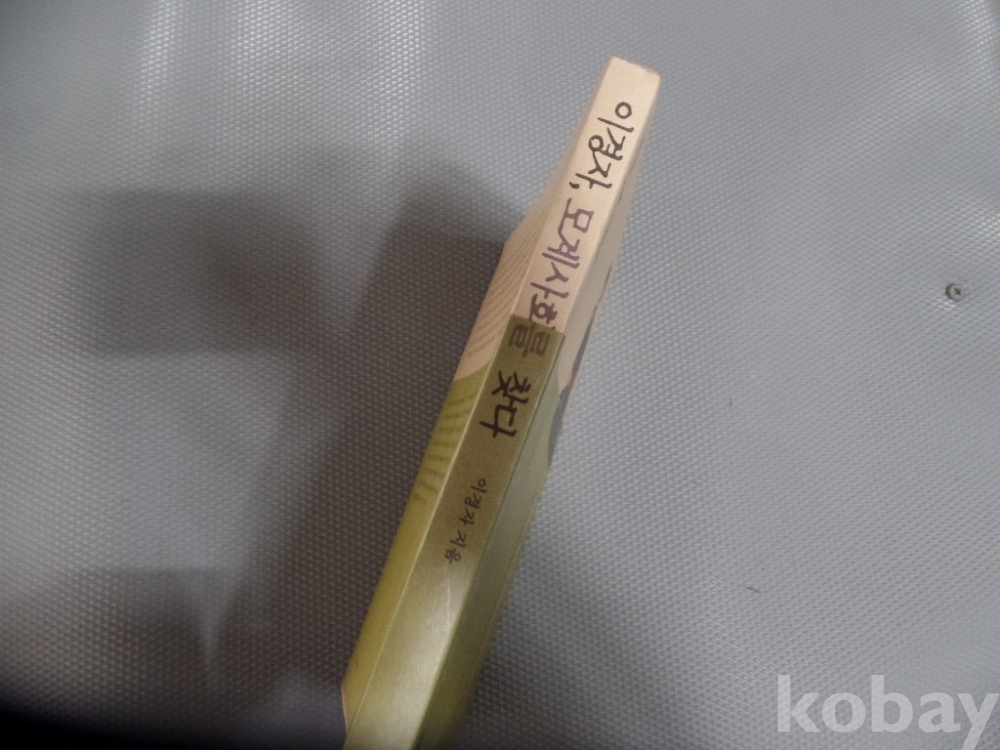 이경자, 모계사회를 찾다
이경자 지음
kobay